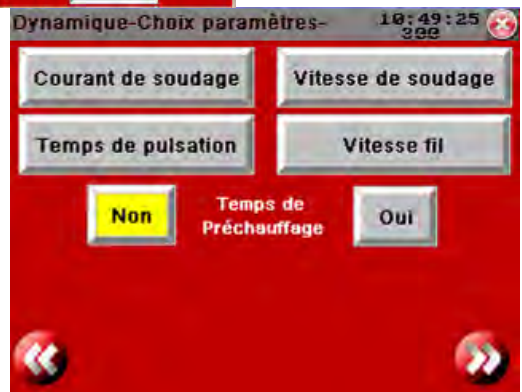 Dynamique-Choix paramètres- 10:49:25
Courant de soudage Vitesse de soudage
Temps de pulsation Vitesse fil
Non Temps de Préchauffage Oui